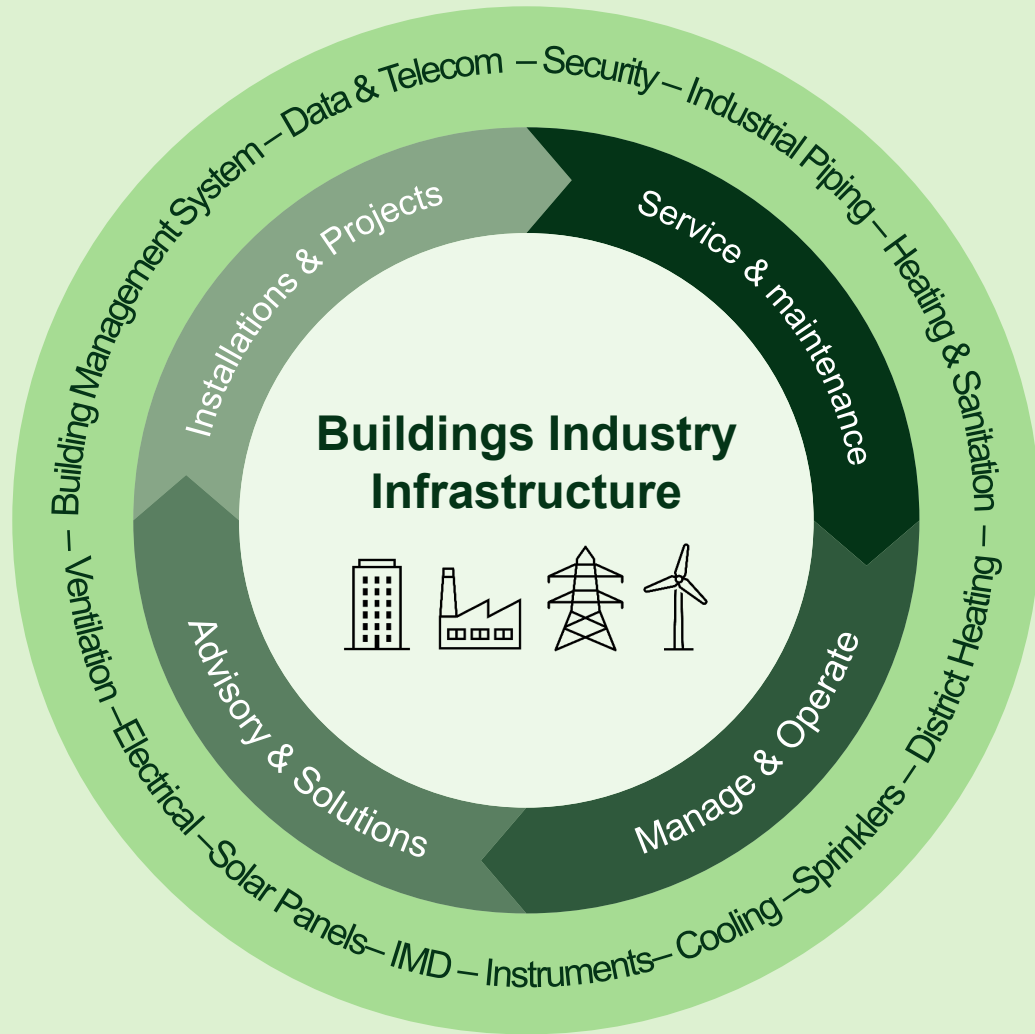 Building Management System – Data & Telecom – Security – Industrial Piping – Heating & Sanitation –
District Heating – Sprinklers – Cooling – Instruments – IMD – Solar Panels – Electrical – Ventilation –
Installations & Projects
Service & maintenance
Manage & Operate
Advisory & Solutions
Buildings Industry
Infrastructure